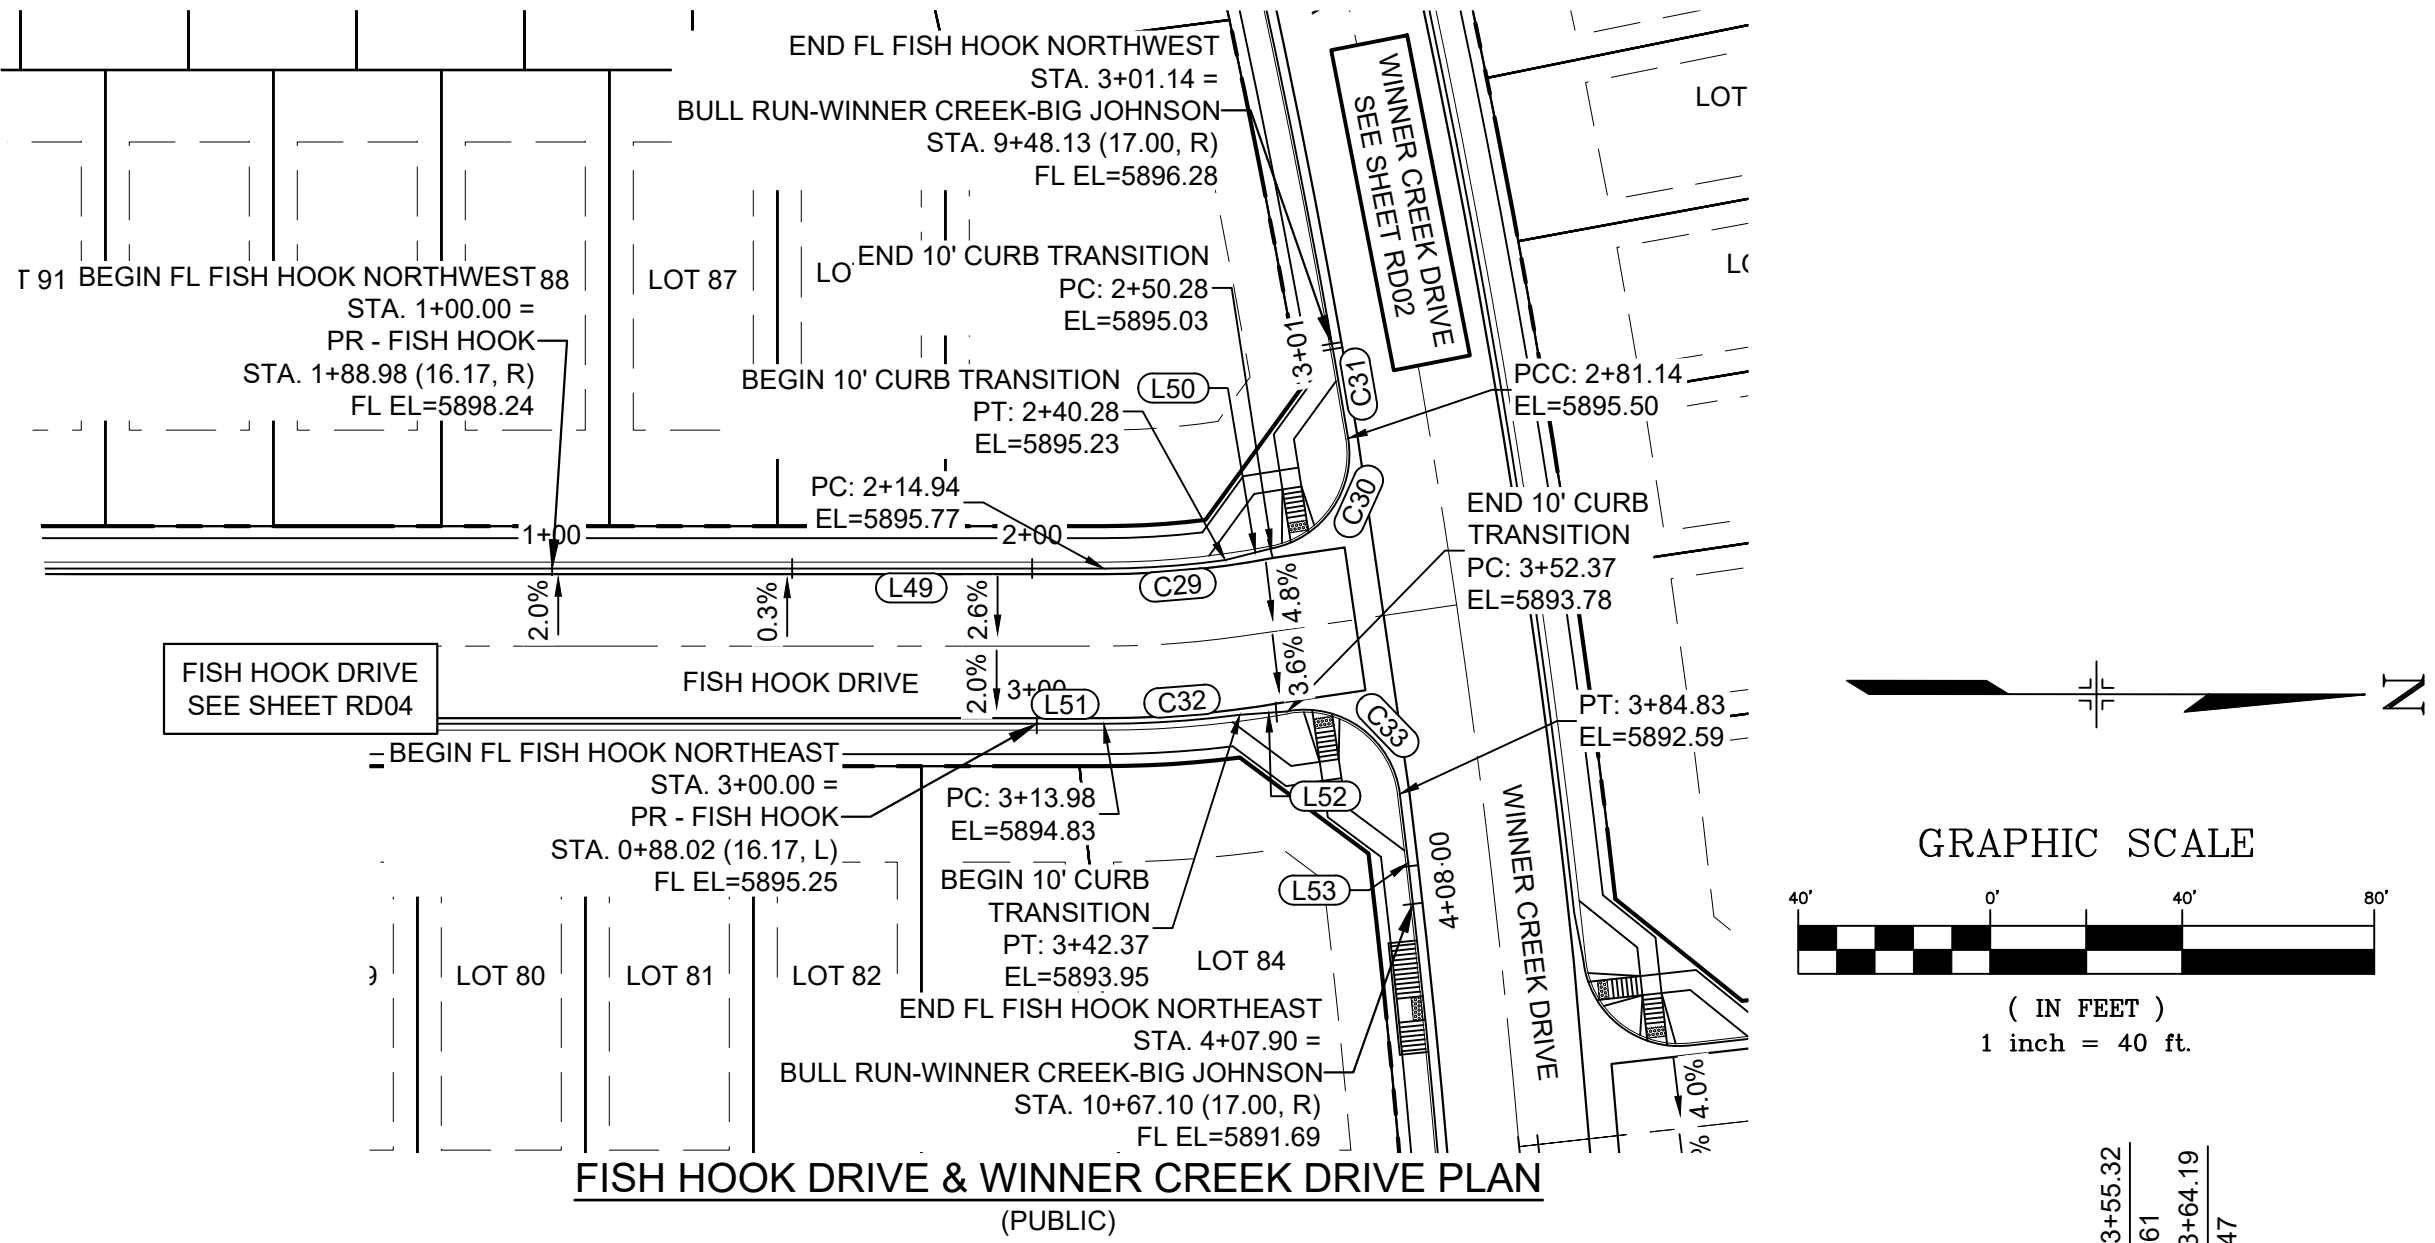 END FL FISH HOOK NORTHWEST
STA. 3+01.14 =
BULL RUN-WINNER CREEK-BIG JOHNSON
STA. 9+48.13 (17.00, R)
FL EL=5896.28
WINNER CREEK DRIVE
SEE SHEET RD02
LOT
T 91
BEGIN FL FISH HOOK NORTHWEST
88
STA. 1+00.00 =
PR - FISH HOOK
STA. 1+88.98 (16.17, R)
FL EL=5898.24
LOT 87
LO
END 10' CURB TRANSITION
PC: 2+50.28
EL=5895.03
BEGIN 10' CURB TRANSITION
PT: 2+40.28
EL=5895.23
L50
3+01
C31
PCC: 2+81.14
EL=5895.50
PC: 2+14.94
EL=5895.77
C30
END 10' CURB
TRANSITION
PC: 3+52.37
EL=5893.78
1+00
2+00
L49
C29
2.0%
0.3%
2.6%
4.8%
2.0%
3.6%
FISH HOOK DRIVE
SEE SHEET RD04
FISH HOOK DRIVE
3+00
L51
C32
C33
PT: 3+84.83
EL=5892.59
BEGIN FL FISH HOOK NORTHEAST
STA. 3+00.00 =
PR - FISH HOOK
STA. 0+88.02 (16.17, L)
FL EL=5895.25
PC: 3+13.98
EL=5894.83
L52
BEGIN 10' CURB
TRANSITION
PT: 3+42.37
EL=5893.95
L53
WINNER CREEK DRIVE
9
LOT 80
LOT 81
LOT 82
LOT 84
END FL FISH HOOK NORTHEAST
STA. 4+07.90 =
BULL RUN-WINNER CREEK-BIG JOHNSON
STA. 10+67.10 (17.00, R)
FL EL=5891.69
4.0%
%
FISH HOOK DRIVE & WINNER CREEK DRIVE PLAN
(PUBLIC)
N
GRAPHIC SCALE
40' 0' 40' 80'
( IN FEET )
1 inch = 40 ft.
3+55.32
61
3+64.19
47